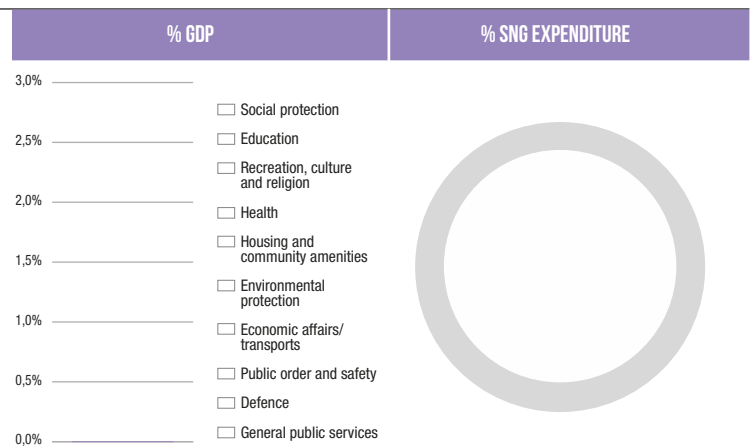 % GDP
% SNG EXPENDITURE
3,0%
2,5%
2,0%
1,5%
1,0%
0,5%
0,0%
Social protection
Education
Recreation, culture
and religion
Health
Housing and
community amenities
Environmental
protection
Economic affairs/
transports
Public order and safety
Defence
General public services